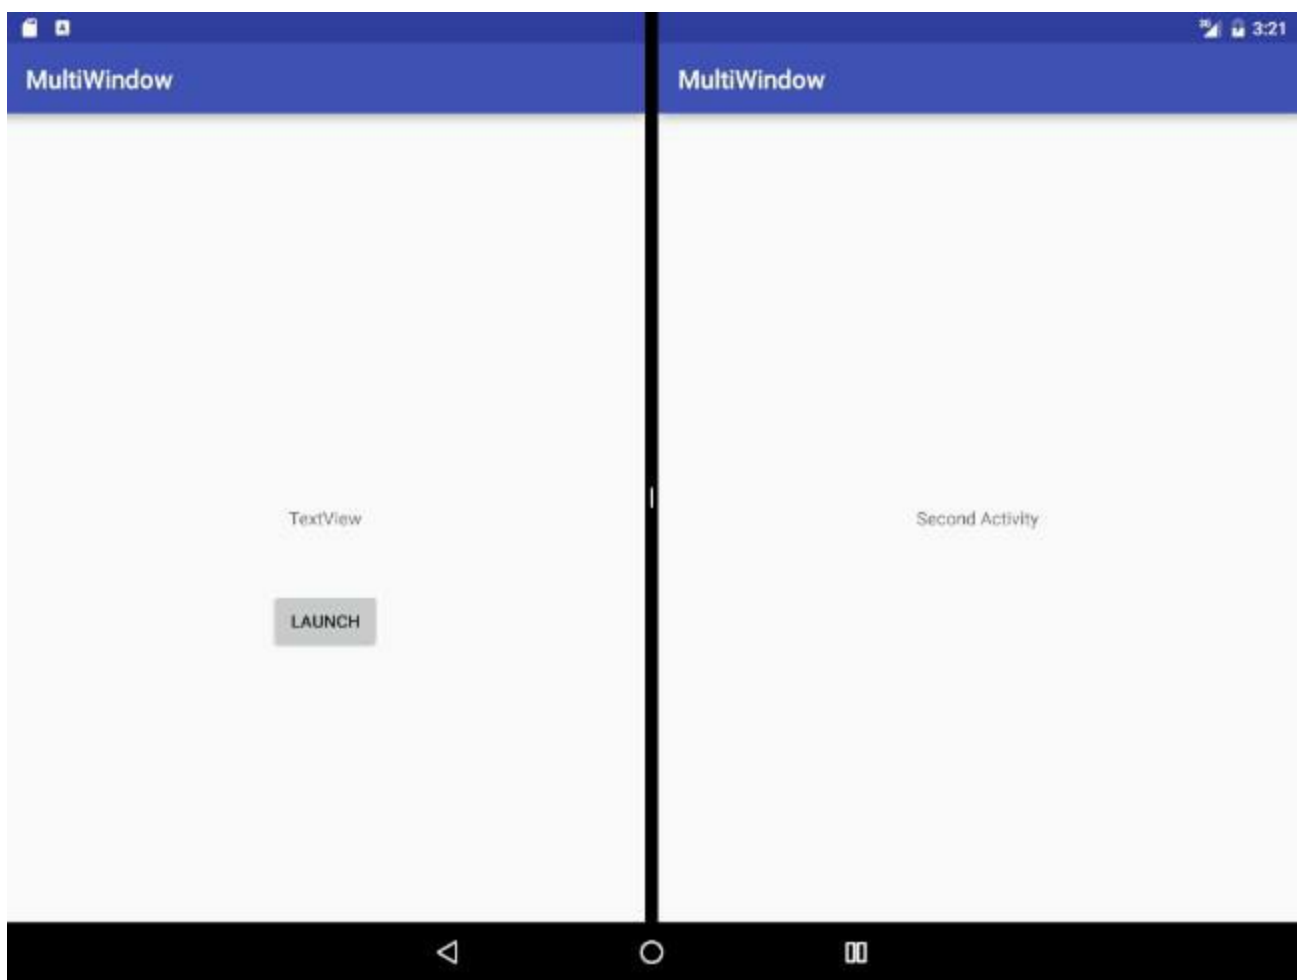 3:21
MultiWindow
MultiWindow
TextView
Second Activity
LAUNCH